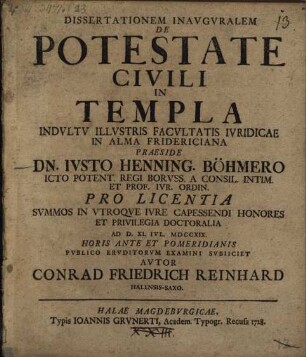 13
DISSERTATIONEM INAVGVRALEM
DE
POTESTATE
CIVILI
IN
TEMPLA
INDVLTV ILLVSTRIS FACVLTATIS IVRIDICAE
IN ALMA FRIDERICIANA
PRAESIDE
DN. IVSTO HENNING. BÖHMERO
ICTO POTENT. REGI BORVSS. A CONSIL. INTIM.
ET PROF. IVR. ORDIN.
PRO LICENTIA
SVMMOS IN VTROQVE IVRE CAPESSENDI HONORES
ET PRIVILEGIA DOCTORALIA
AD D. XI. IVL. MDCCXIX.
HORIS ANTE ET POMERIDIANIS
PVBLICO ERVDITORVM EXAMINI SVBIICIET
AVTOR
CONRAD FRIEDRICH REINHARD
HALENSIS-SAXO.
HALAE MAGDEBVRGICAE,
Typis IOANNIS GRVNERTI, Academ. Typogr. Recusa 1728.